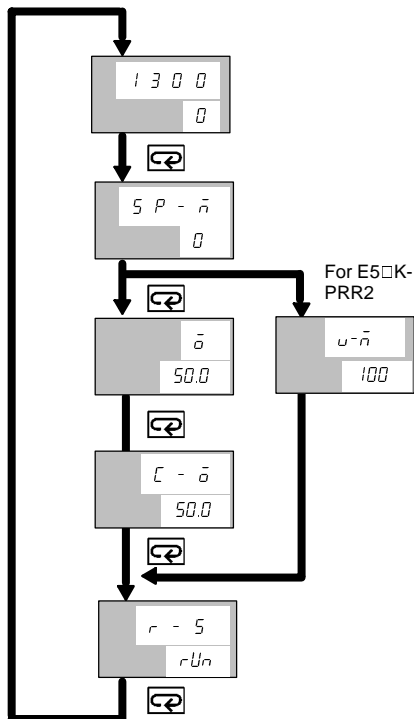 1300
0
SP-m̄
0
For E5□K-
PRR2
ō
50.0
u-m̄
100
C-ō
50.0
r-S
rUn